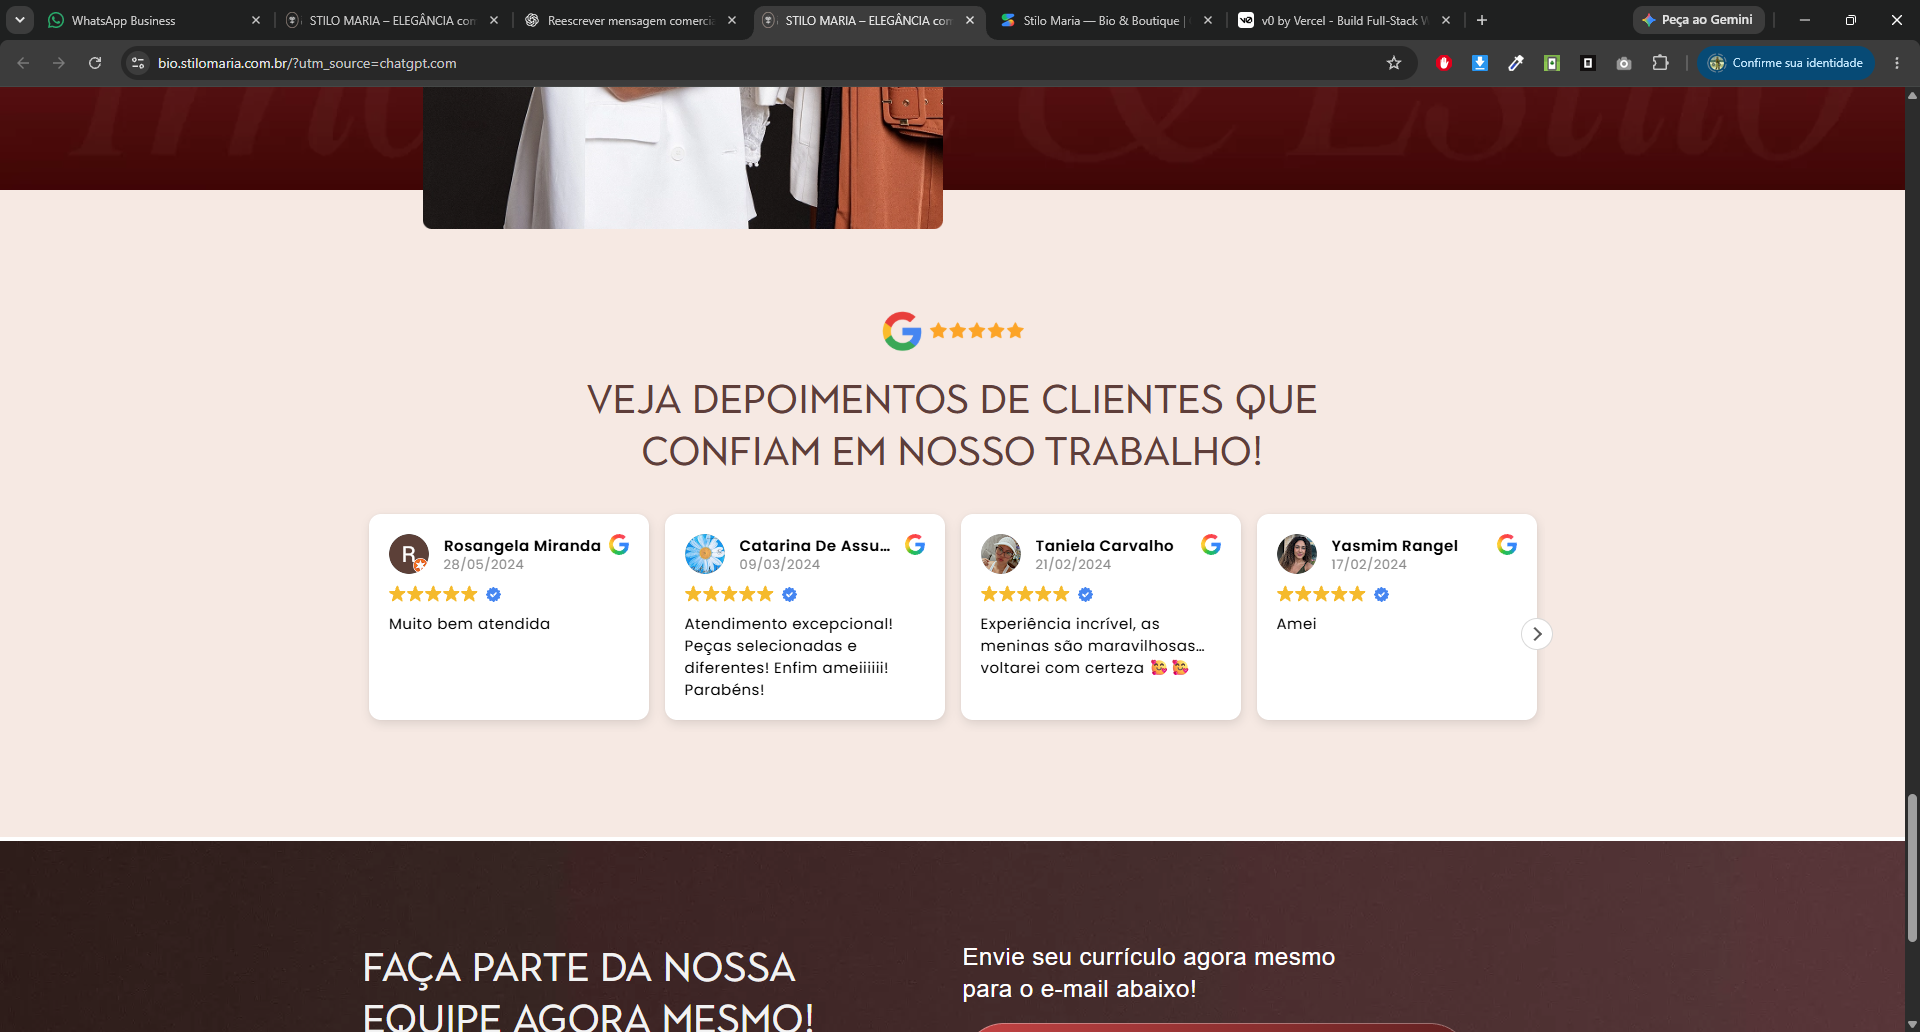 WhatsApp Business
STILO MARIA – ELEGÂNCIA con
Reescrever mensagem comercia
STILO MARIA – ELEGÂNCIA con
Stilo Maria — Bio & Boutique |
v0 by Vercel - Build Full-Stack W
Peça ao Gemini
bio.stilomaria.com.br/?utm_source=chatgpt.com
Confirme sua identidade
& Estilo
VEJA DEPOIMENTOS DE CLIENTES QUE
CONFIAM EM NOSSO TRABALHO!
R
Rosangela Miranda
28/05/2024
Muito bem atendida
Catarina De Assu...
09/03/2024
Atendimento excepcional!
Peças selecionadas e
diferentes! Enfim ameiiiiii!
Parabéns!
Taniela Carvalho
21/02/2024
Experiência incrível, as
meninas são maravilhosas…
voltarei com certeza 🥰 🥰
Yasmim Rangel
17/02/2024
Amei
FAÇA PARTE DA NOSSA
EQUIPE AGORA MESMO!
Envie seu currículo agora mesmo
para o e-mail abaixo!